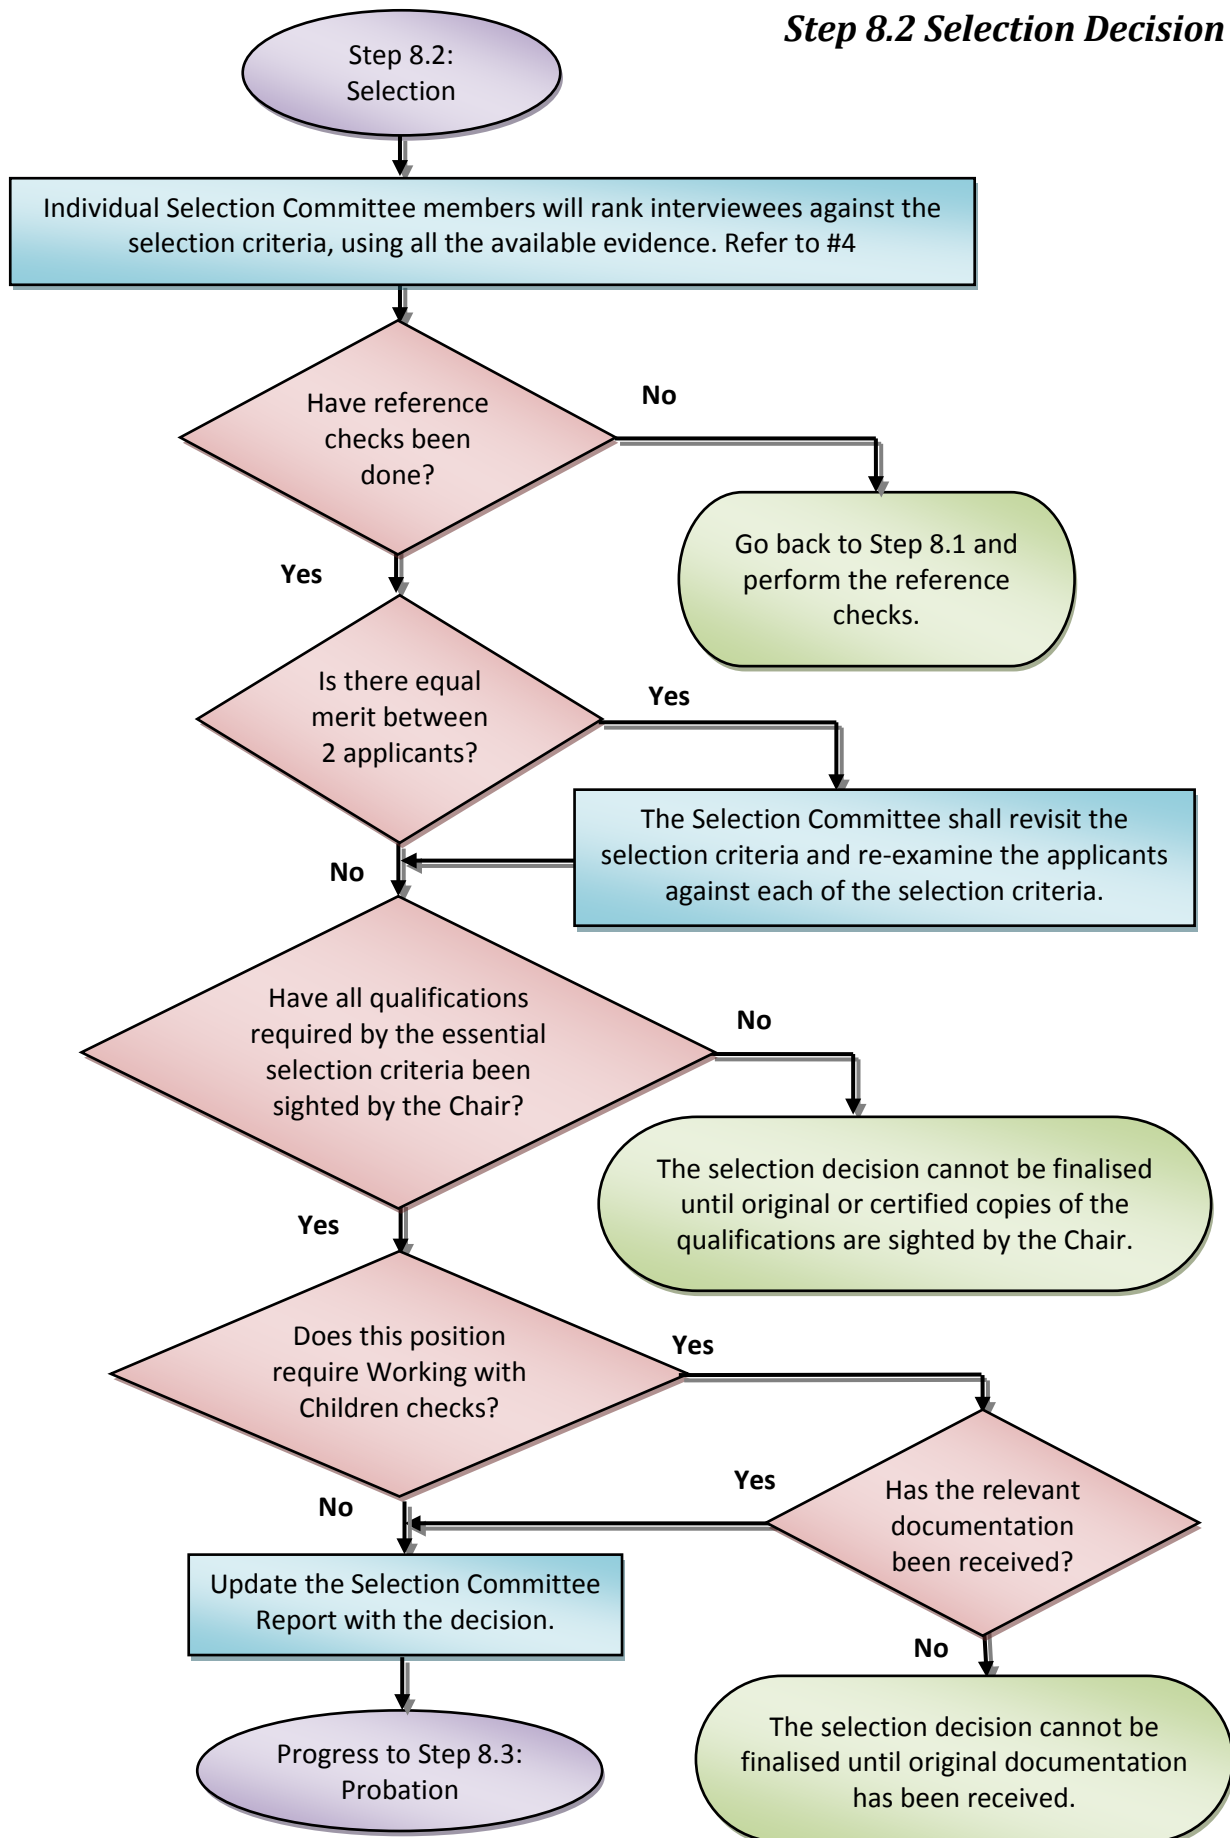 Step 8.2 Selection Decision
Step 8.2:
Selection
Individual Selection Committee members will rank interviewees against the
selection criteria, using all the available evidence. Refer to #4
Have reference
checks been
done?
No
Go back to Step 8.1 and
perform the reference
checks.
Yes
Is there equal
merit between
2 applicants?
Yes
The Selection Committee shall revisit the
selection criteria and re-examine the applicants
against each of the selection criteria.
No
Have all qualifications
required by the essential
selection criteria been
sighted by the Chair?
No
The selection decision cannot be finalised
until original or certified copies of the
qualifications are sighted by the Chair.
Yes
Does this position
require Working with
Children checks?
Yes
Has the relevant
documentation
been received?
Yes
No
Update the Selection Committee
Report with the decision.
No
The selection decision cannot be
finalised until original documentation
has been received.
Progress to Step 8.3:
Probation